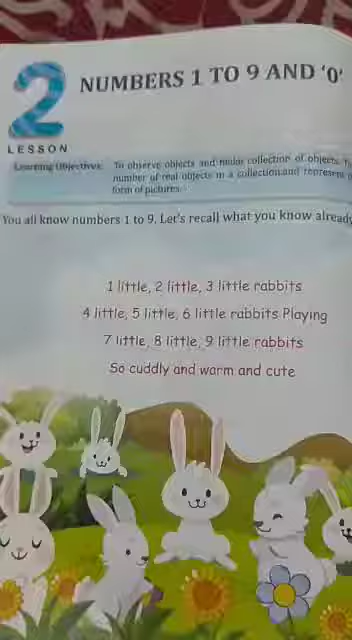 2
LESSON
NUMBERS 1 TO 9 AND '0'
Learning Objectives: To observe objects and make collection of objects
number of real objects in a collection and represent
form of pictures.
You all know numbers 1 to 9. Let's recall what you know already
1 little, 2 little, 3 little rabbits
4 little, 5 little, 6 little rabbits Playing
7 little, 8 little, 9 little rabbits
So cuddly and warm and cute